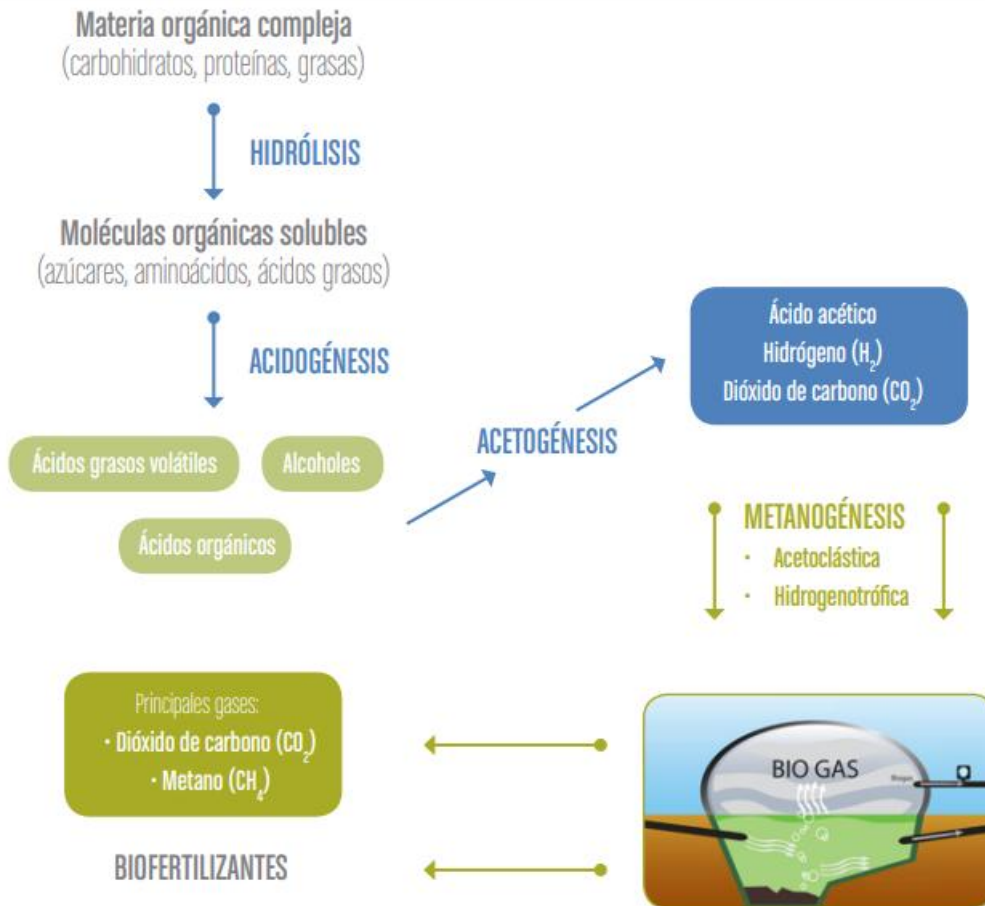 Materia orgánica compleja
(carbohidratos, proteínas, grasas)
HIDRÓLISIS
Moléculas orgánicas solubles
(azúcares, aminoácidos, ácidos grasos)
ACIDOGÉNESIS
Ácidos grasos volátiles
Alcoholes
Ácidos orgánicos
ACETOGÉNESIS
Ácido acético
Hidrógeno (H₂)
Dióxido de carbono (CO₂)
METANOGÉNESIS
· Acetoclástica
· Hidrogenotrófica
BIO GAS
Biogas
Principales gases:
· Dióxido de carbono (CO₂)
· Metano (CH₄)
BIOFERTILIZANTES